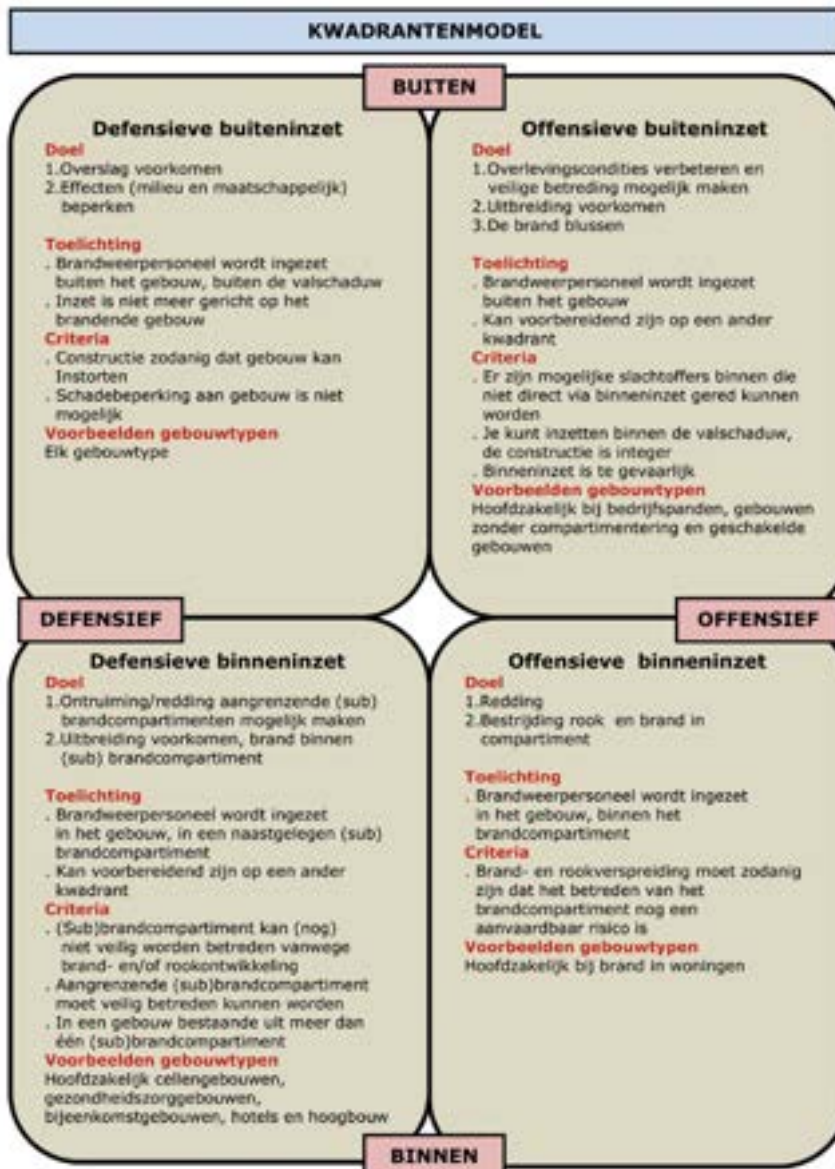 KWADRANTENMODEL
BUITEN
Defensieve buiteninzet
Doel
1.Overslag voorkomen
2.Effecten (milieu en maatschappelijk)
beperken
Toelichting
. Brandweerpersoneel wordt ingezet
buiten het gebouw, buiten de valschaduw
. Inzet is niet meer gericht op het
brandende gebouw
Criteria
. Constructie zodanig dat gebouw kan
Instorten
. Schadebeperking aan gebouw is niet
mogelijk
Voorbeelden gebouwtypen
Elk gebouwtype
Offensieve buiteninzet
Doel
1.Overlevingscondities verbeteren en
veilige betreding mogelijk maken
2.Uitbreiding voorkomen
3.De brand blussen
Toelichting
. Brandweerpersoneel wordt ingezet
buiten het gebouw
. Kan voorbereidend zijn op een ander
kwadrant
Criteria
. Er zijn mogelijke slachtoffers binnen die
niet direct via binneninzet gered kunnen
worden
. Je kunt inzetten binnen de valschaduw,
de constructie is integer
. Binneninzet is te gevaarlijk
Voorbeelden gebouwtypen
Hoofdzakelijk bij bedrijfspanden, gebouwen
zonder compartimentering en geschakelde
gebouwen
DEFENSIEF
OFFENSIEF
Defensieve binneninzet
Doel
1.Ontruiming/redding aangrenzende (sub)
brandcompartimenten mogelijk maken
2.Uitbreiding voorkomen, brand binnen
(sub) brandcompartiment
Toelichting
. Brandweerpersoneel wordt ingezet
in het gebouw, in een naastgelegen (sub)
brandcompartiment
. Kan voorbereidend zijn op een ander
kwadrant
Criteria
. (Sub)brandcompartiment kan (nog)
niet veilig worden betreden vanwege
brand- en/of rookontwikkeling
. Aangrenzende (sub)brandcompartiment
moet veilig betreden kunnen worden
. In een gebouw bestaande uit meer dan
één (sub)brandcompartiment
Voorbeelden gebouwtypen
Hoofdzakelijk cellengebouwen,
gezondheidszorggebouwen,
bijeenkomstgebouwen, hotels en hoogbouw
Offensieve binneninzet
Doel
1.Redding
2.Bestrijding rook en brand in
compartiment
Toelichting
. Brandweerpersoneel wordt ingezet
in het gebouw, binnen het
brandcompartiment
Criteria
. Brand- en rookverspreiding moet zodanig
zijn dat het betreden van het
brandcompartiment nog een
aanvaardbaar risico is
Voorbeelden gebouwtypen
Hoofdzakelijk bij brand in woningen
BINNEN